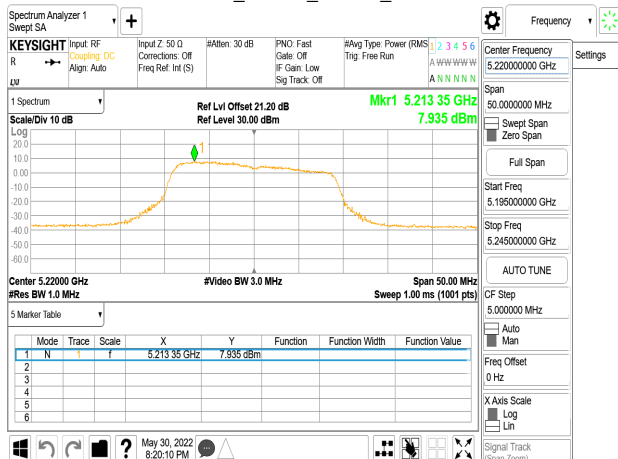 Spectrum Analyzer 1
Swept SA
Frequency
KEYSIGHT
R
LXI
Input: RF
Coupling: DC
Align: Auto
Input Z: 50 Ω
Corrections: Off
Freq Ref: Int (S)
#Atten: 30 dB
PNO: Fast
Gate: Off
IF Gain: Low
Sig Track: Off
#Avg Type: Power (RMS
Trig: Free Run
1 2 3 4 5 6
A W W W W W
A N N N N N
1 Spectrum
Scale/Div 10 dB
Ref Lvl Offset 21.20 dB
Ref Level 30.00 dBm
Mkr1 5.213 35 GHz
7.935 dBm
Log
1
20.0
10.0
0.00
-10.0
-20.0
-30.0
-40.0
-50.0
-60.0
Center 5.22000 GHz
#Res BW 1.0 MHz
#Video BW 3.0 MHz
Span 50.00 MHz
Sweep 1.00 ms (1001 pts)
5 Marker Table
Mode Trace Scale X Y Function Function Width Function Value
1 N 1 f 5.213 35 GHz 7.935 dBm
2
3
4
5
6
May 30, 2022
8:20:10 PM
Settings
Center Frequency
5.220000000 GHz
Span
50.0000000 MHz
Swept Span
Zero Span
Full Span
Start Freq
5.195000000 GHz
Stop Freq
5.245000000 GHz
AUTO TUNE
CF Step
5.000000 MHz
Auto
Man
Freq Offset
0 Hz
X Axis Scale
Log
Lin
Signal Track
(Span Zoom)